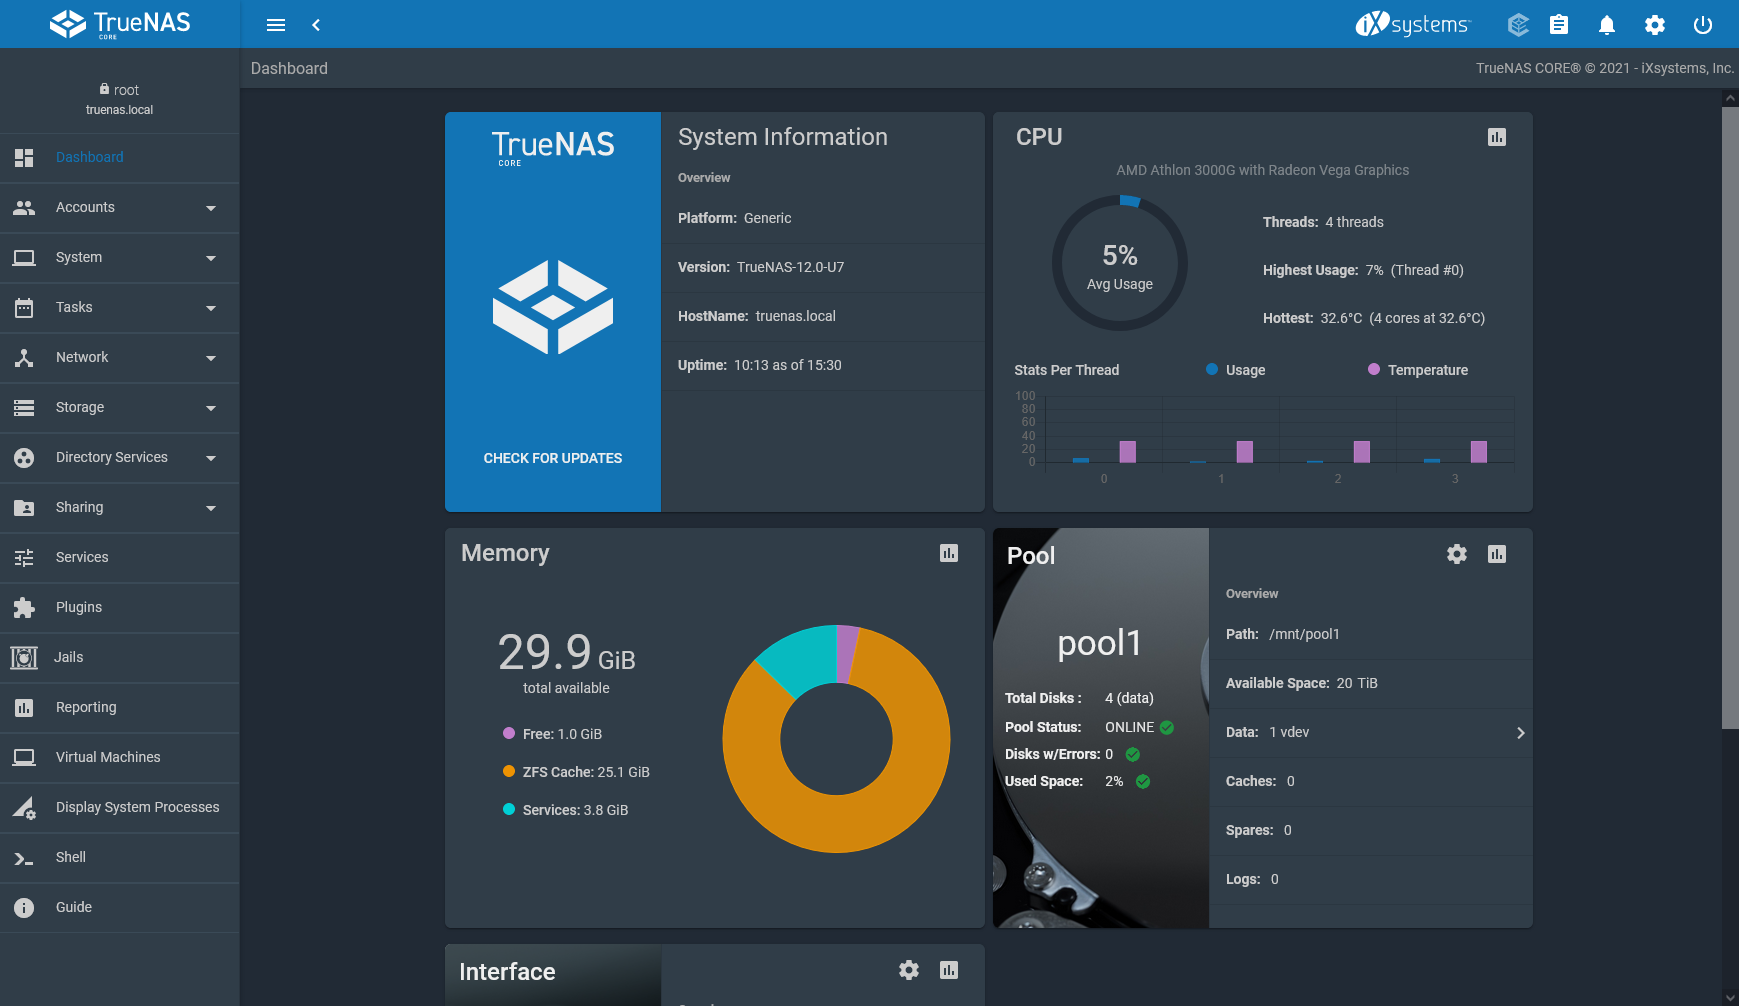 TrueNAS
CORE
iXsystems
Dashboard
TrueNAS CORE® © 2021 - iXsystems, Inc.
root
truenas.local
Dashboard
Accounts
System
Tasks
Network
Storage
Directory Services
Sharing
Services
Plugins
Jails
Reporting
Virtual Machines
Display System Processes
Shell
Guide
TrueNAS
CORE
CHECK FOR UPDATES
System Information
Overview
Platform: Generic
Version: TrueNAS-12.0-U7
HostName: truenas.local
Uptime: 10:13 as of 15:30
CPU
AMD Athlon 3000G with Radeon Vega Graphics
5%
Avg Usage
Threads: 4 threads
Highest Usage: 7% (Thread #0)
Hottest: 32.6°C (4 cores at 32.6°C)
Stats Per Thread Usage Temperature
100
80
60
40
20
0
0 1 2 3
Memory
29.9 GiB
total available
Free: 1.0 GiB
ZFS Cache: 25.1 GiB
Services: 3.8 GiB
Pool
pool1
Total Disks : 4 (data)
Pool Status: ONLINE
Disks w/Errors: 0
Used Space: 2%
Overview
Path: /mnt/pool1
Available Space: 20 TiB
Data: 1 vdev
Caches: 0
Spares: 0
Logs: 0
Interface